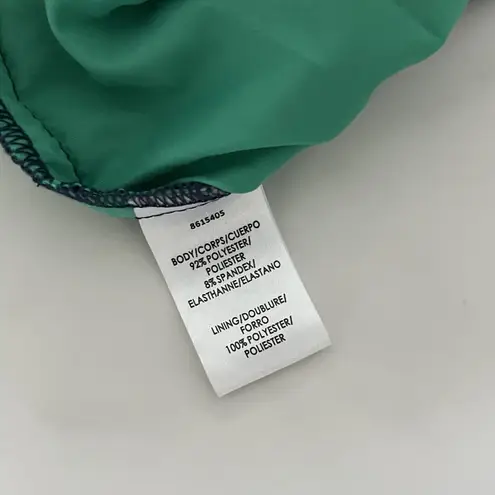 8615405
BODY/CORPS/CUERPO
92% POLYESTER/
POLIESTER
8% SPANDEX/
ELASTHANNE/ELASTANO
LINING/DOUBLURE/
FORRO
100% POLYESTER/
POLIESTER